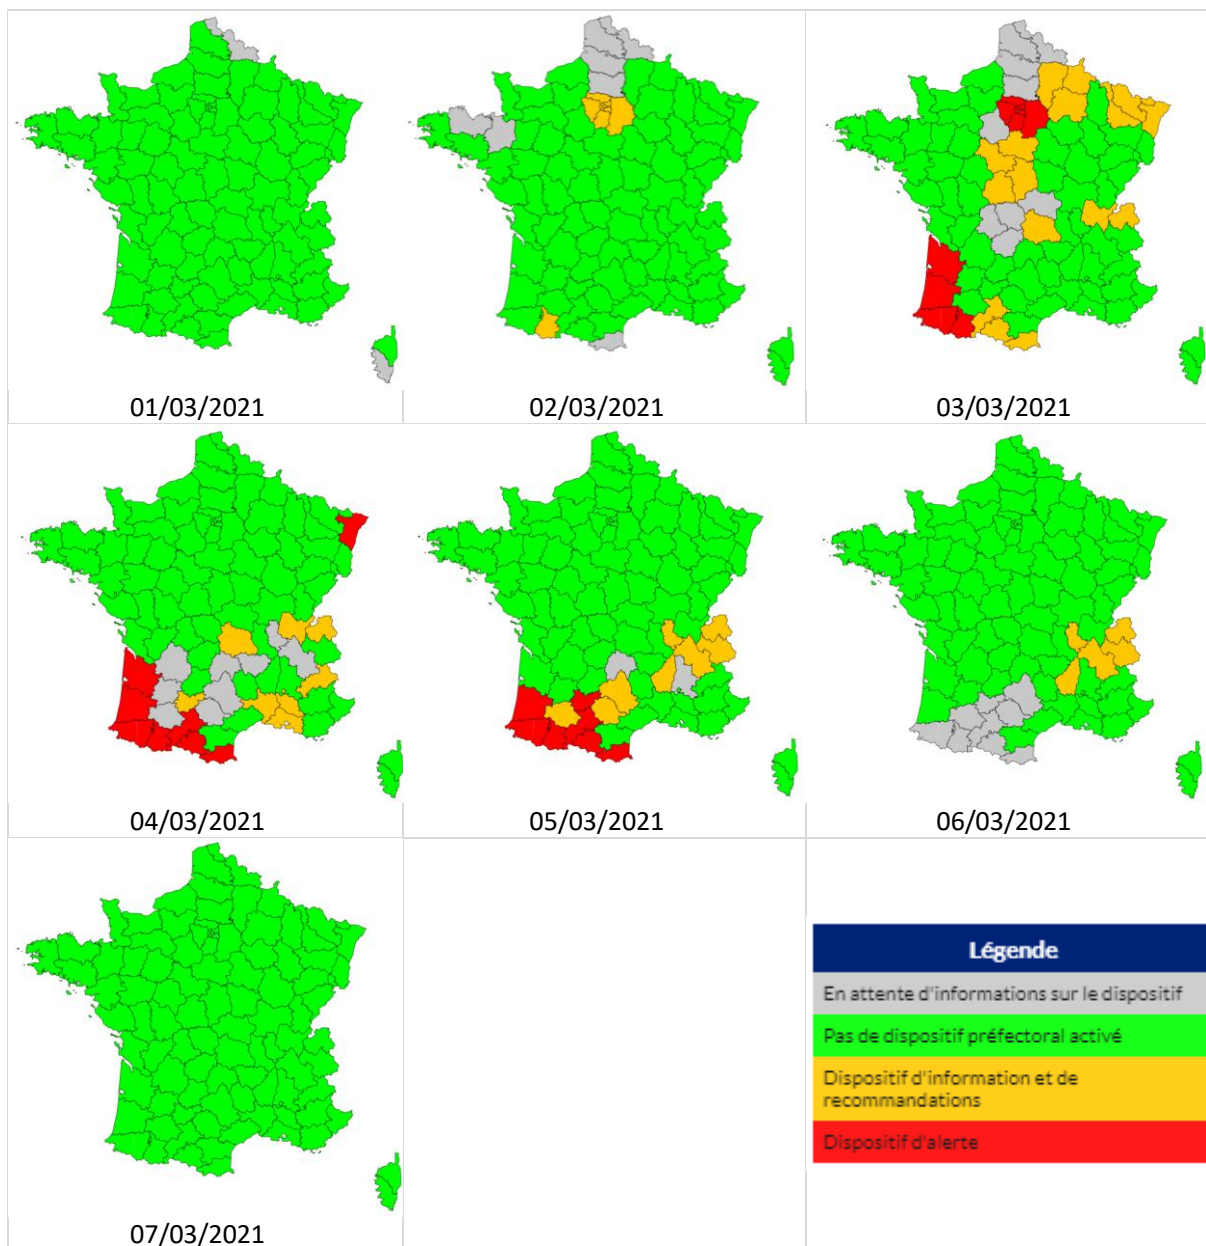 01/03/2021
02/03/2021
03/03/2021
04/03/2021
05/03/2021
06/03/2021
07/03/2021
Légende
En attente d'informations sur le dispositif
Pas de dispositif préfectoral activé
Dispositif d'information et de
recommandations
Dispositif d'alerte